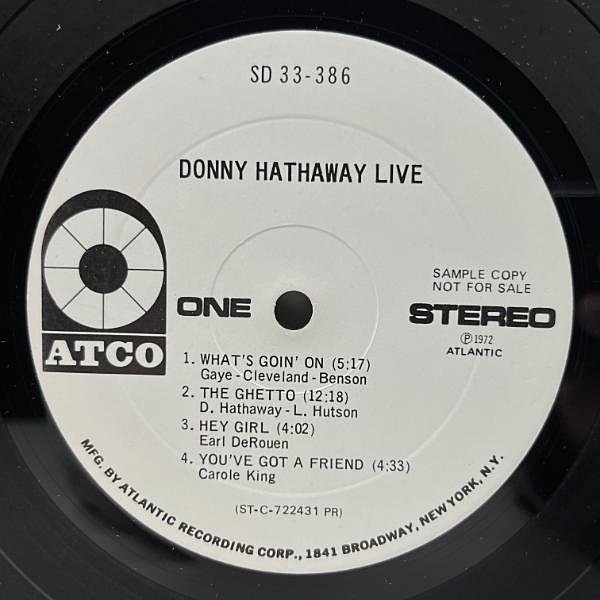 SD 33-386
DONNY HATHAWAY LIVE
SAMPLE COPY
NOT FOR SALE
ONE
STEREO
Ⓟ1972
ATLANTIC
ATCO
1. WHAT'S GOIN' ON (5:17)
Gaye-Cleveland-Benson
2. THE GHETTO (12:18)
D. Hathaway-L. Hutson
3. HEY GIRL (4:02)
Earl DeRouen
4. YOU'VE GOT A FRIEND (4:33)
Carole King
(ST-C-722431 PR)
MFG. BY ATLANTIC RECORDING CORP., 1841 BROADWAY, NEW YORK, N.Y.